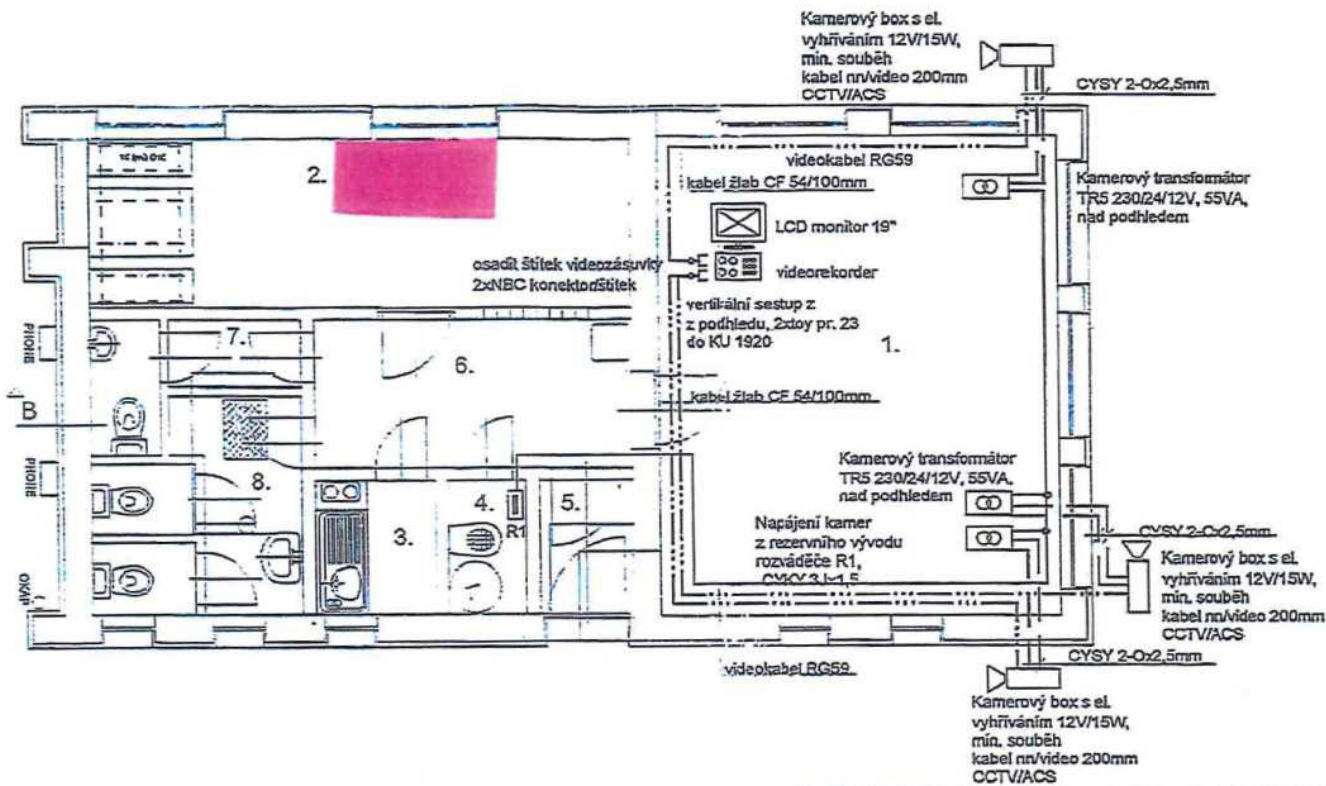 Kamerový box s el.
vyhříváním 12V/15W,
min. souběh
kabel nn/video 200mm
CCTV/ACS
CYSY 2-Ox2,5mm
videokabel RG59
kabel žlab CF 54/100mm
Kamerový transformátor
TR5 230/24/12V, 55VA,
nad podhledem
2.
LCD monitor 19"
osadit štítek videozásuvky
2xNBC konektodštítek
videorekorder
vertikální sestup z
z podhledu, 2xtoy pr. 23
do KU 1920
1.
PHONE
7.
6.
B
kabel žlab CF 54/100mm
PHONE
8.
4.
5.
R1
3.
Kamerový transformátor
TR5 230/24/12V, 55VA,
nad podhledem
Napájení kamer
z rezervního vývodu
rozváděče R1,
CYSY 2-Ox2,5mm
Kamerový box s el.
vyhříváním 12V/15W,
min. souběh
kabel nn/video 200mm
CCTV/ACS
videokabel RG59
CYSY 2-Ox2,5mm
Kamerový box s el.
vyhříváním 12V/15W,
min. souběh
kabel nn/video 200mm
CCTV/ACS